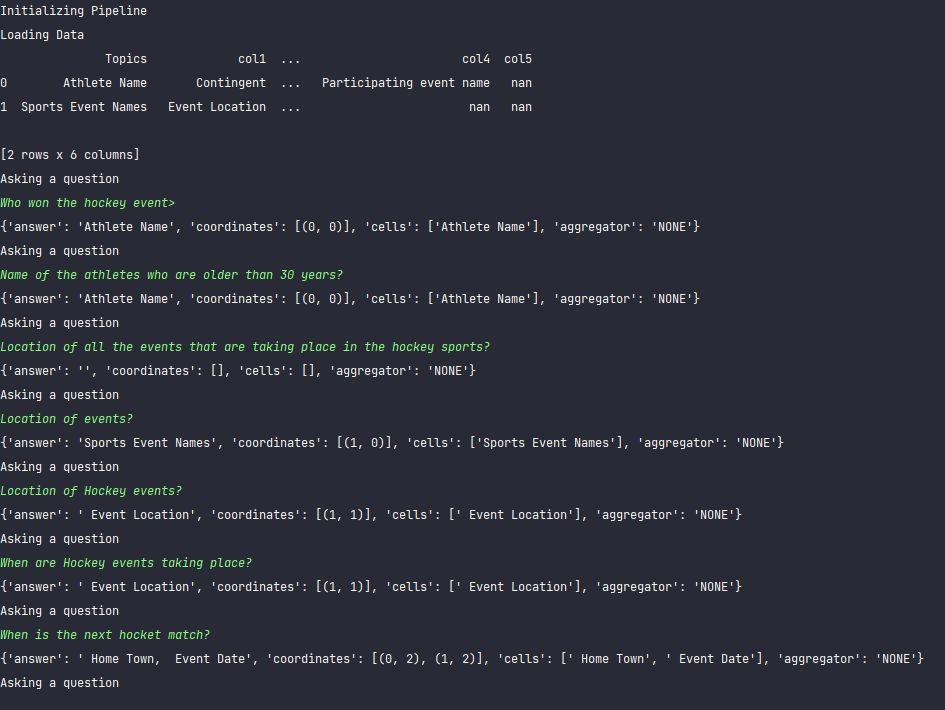 Initializing Pipeline
Loading Data
Topics col1 ... col4 col5
0 Athlete Name Contingent ... Participating event name nan
1 Sports Event Names Event Location ... nan nan
[2 rows x 6 columns]
Asking a question
Who won the hockey event>
{'answer': 'Athlete Name', 'coordinates': [(0, 0)], 'cells': ['Athlete Name'], 'aggregator': 'NONE'}
Asking a question
Name of the athletes who are older than 30 years?
{'answer': 'Athlete Name', 'coordinates': [(0, 0)], 'cells': ['Athlete Name'], 'aggregator': 'NONE'}
Asking a question
Location of all the events that are taking place in the hockey sports?
{'answer': '', 'coordinates': [], 'cells': [], 'aggregator': 'NONE'}
Asking a question
Location of events?
{'answer': 'Sports Event Names', 'coordinates': [(1, 0)], 'cells': ['Sports Event Names'], 'aggregator': 'NONE'}
Asking a question
Location of Hockey events?
{'answer': ' Event Location', 'coordinates': [(1, 1)], 'cells': [' Event Location'], 'aggregator': 'NONE'}
Asking a question
When are Hockey events taking place?
{'answer': ' Event Location', 'coordinates': [(1, 1)], 'cells': [' Event Location'], 'aggregator': 'NONE'}
Asking a question
When is the next hocket match?
{'answer': ' Home Town,  Event Date', 'coordinates': [(0, 2), (1, 2)], 'cells': [' Home Town', ' Event Date'], 'aggregator': 'NONE'}
Asking a question